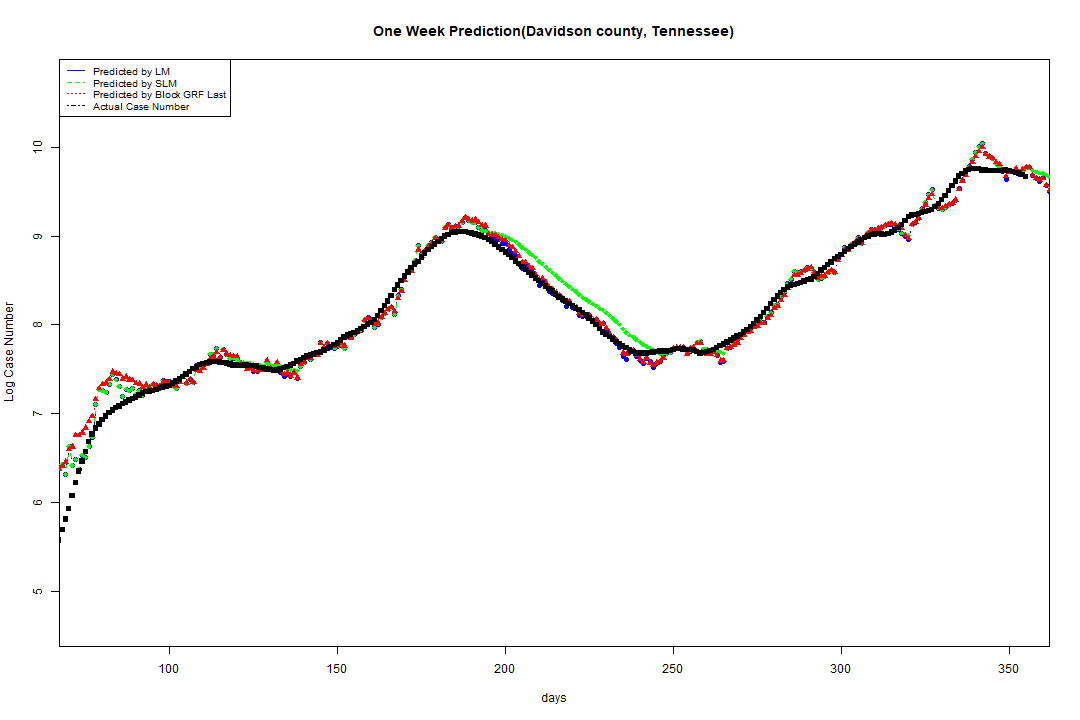 One Week Prediction(Davidson county, Tennessee)
Predicted by LM
Predicted by SLM
Predicted by Block GRF Last
Actual Case Number
10
9
8
7
6
5
Log Case Number
100 150 200 250 300 350
days